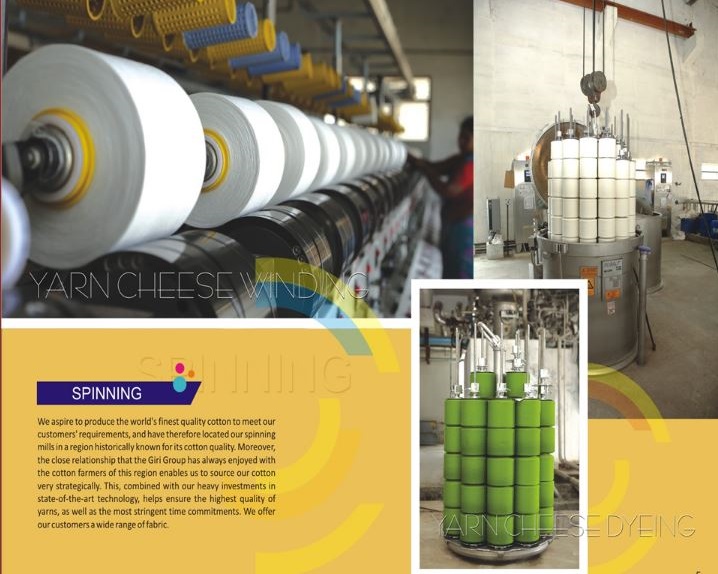 YARN CHEESE WINDING
SPINNING
SPINNING
We aspire to produce the world's finest quality cotton to meet our
customers' requirements, and have therefore located our spinning
mills in a region historically known for its cotton quality. Moreover,
the close relationship that the Giri Group has always enjoyed with
the cotton farmers of this region enables us to source our cotton
very strategically. This, combined with our heavy investments in
state-of-the-art technology, helps ensure the highest quality of
yarns, as well as the most stringent time commitments. We offer
our customers a wide range of fabric.
YARN CHEESE DYEING